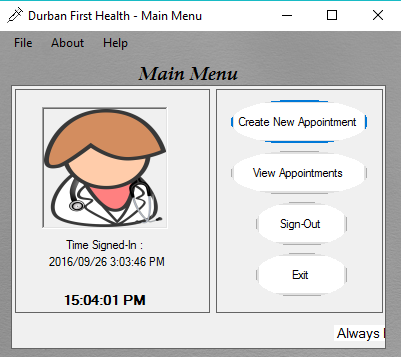 Durban First Health - Main Menu
File About Help
Main Menu
Create New Appointment
View Appointments
Sign-Out
Exit
Time Signed-In :
2016/09/26 3:03:46 PM
15:04:01 PM
Always